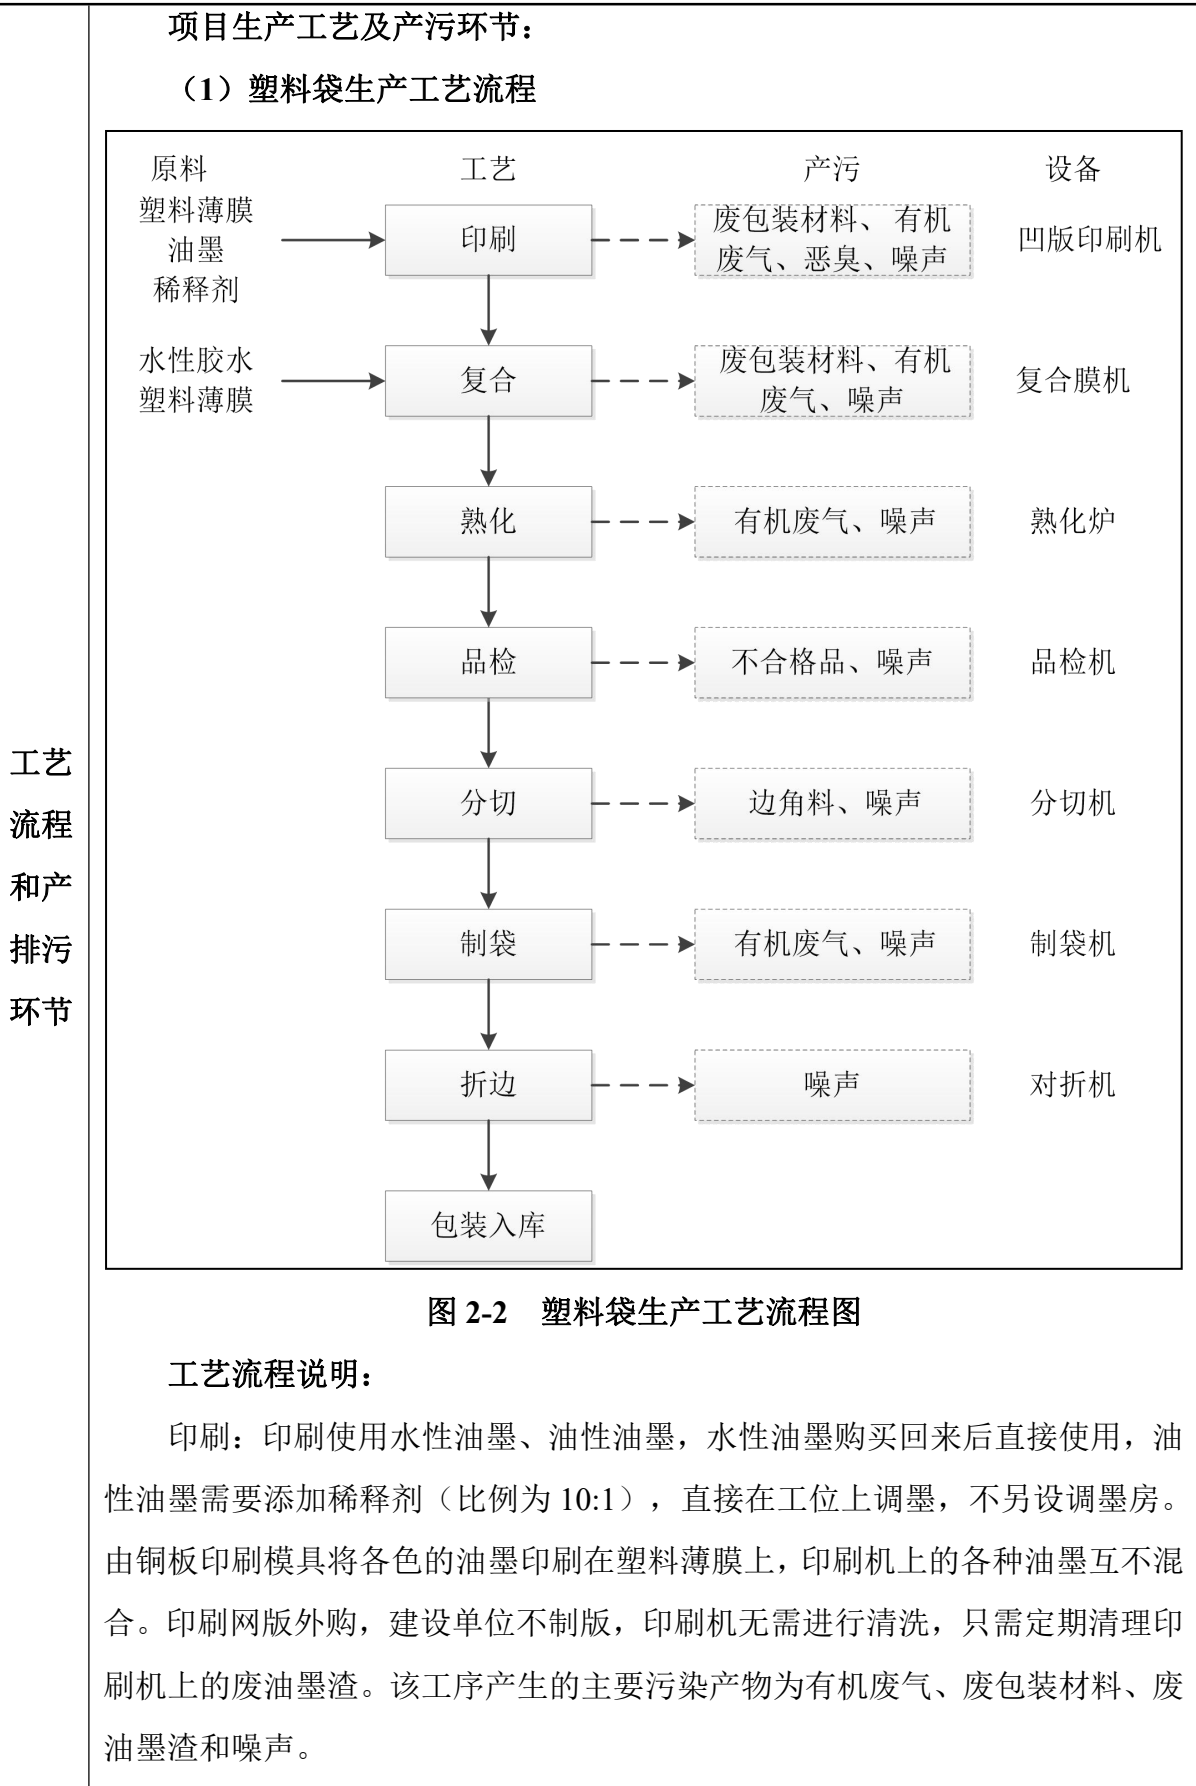 项目生产工艺及产污环节：
（1）塑料袋生产工艺流程
原料 工艺 产污 设备
塑料薄膜
油墨
稀释剂
印刷
废包装材料、有机
废气、恶臭、噪声
凹版印刷机
水性胶水
塑料薄膜
复合
废包装材料、有机
废气、噪声
复合膜机
熟化 有机废气、噪声 熟化炉
品检 不合格品、噪声 品检机
分切 边角料、噪声 分切机
制袋 有机废气、噪声 制袋机
折边 噪声 对折机
包装入库
工艺
流程
和产
排污
环节
图 2-2 塑料袋生产工艺流程图
工艺流程说明：
印刷：印刷使用水性油墨、油性油墨，水性油墨购买回来后直接使用，油
性油墨需要添加稀释剂（比例为 10:1），直接在工位上调墨，不另设调墨房。
由铜板印刷模具将各色的油墨印刷在塑料薄膜上，印刷机上的各种油墨互不混
合。印刷网版外购，建设单位不制版，印刷机无需进行清洗，只需定期清理印
刷机上的废油墨渣。该工序产生的主要污染产物为有机废气、废包装材料、废
油墨渣和噪声。